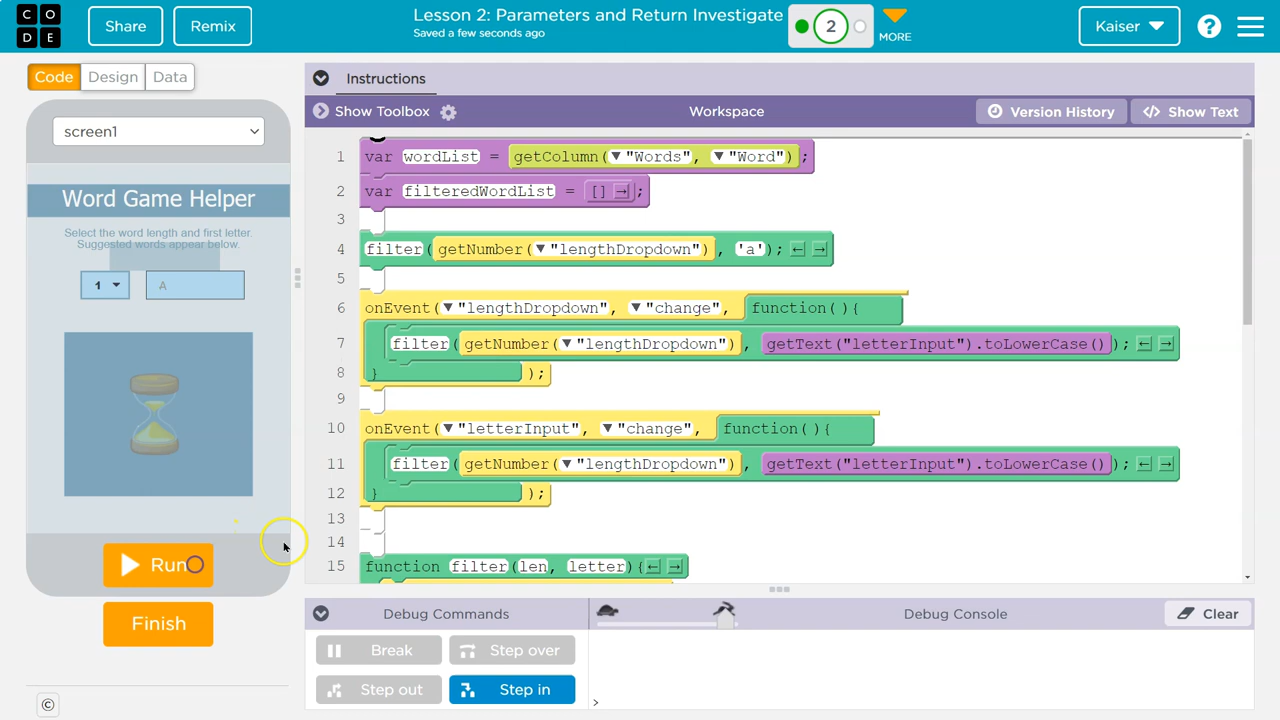 CO
DE
Share
Remix
Lesson 2: Parameters and Return Investigate
Saved a few seconds ago
2
MORE
Kaiser
?
Code
Design
Data
Instructions
Show Toolbox
Workspace
Version History
</> Show Text
screen1
Word Game Helper
Select the word length and first letter.
Suggested words appear below.
1
A
Run
Finish
©
1 var wordList = getColumn("Words", "Word");
2 var filteredWordList = [];
3
4 filter(getNumber("lengthDropdown"), 'a');
5
6 onEvent("lengthDropdown", "change", function(){
7 filter(getNumber("lengthDropdown"), getText("letterInput").toLowerCase());
8 });
9
10 onEvent("letterInput", "change", function(){
11 filter(getNumber("lengthDropdown"), getText("letterInput").toLowerCase());
12 });
13
14
15 function filter(len, letter){
Debug Commands
Debug Console
Clear
Break
Step over
Step out
Step in
>